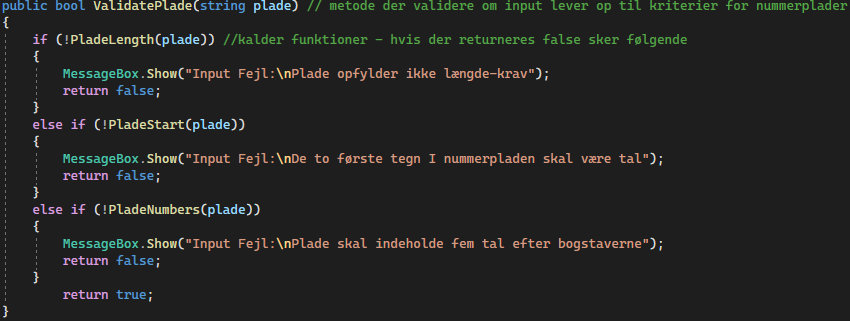 public bool ValidatePlade(string plade) // metode der validere om input lever op til kriterier for nummerplader
{
if (!PladeLength(plade)) //kalder funktioner - hvis der returneres false sker følgende
{
MessageBox.Show("Input Fejl:\nPlade opfylder ikke længde-krav");
return false;
}
else if (!PladeStart(plade))
{
MessageBox.Show("Input Fejl:\nDe to første tegn I nummerpladen skal være tal");
return false;
}
else if (!PladeNumbers(plade))
{
MessageBox.Show("Input Fejl:\nPlade skal indeholde fem tal efter bogstaverne");
return false;
}
return true;
}